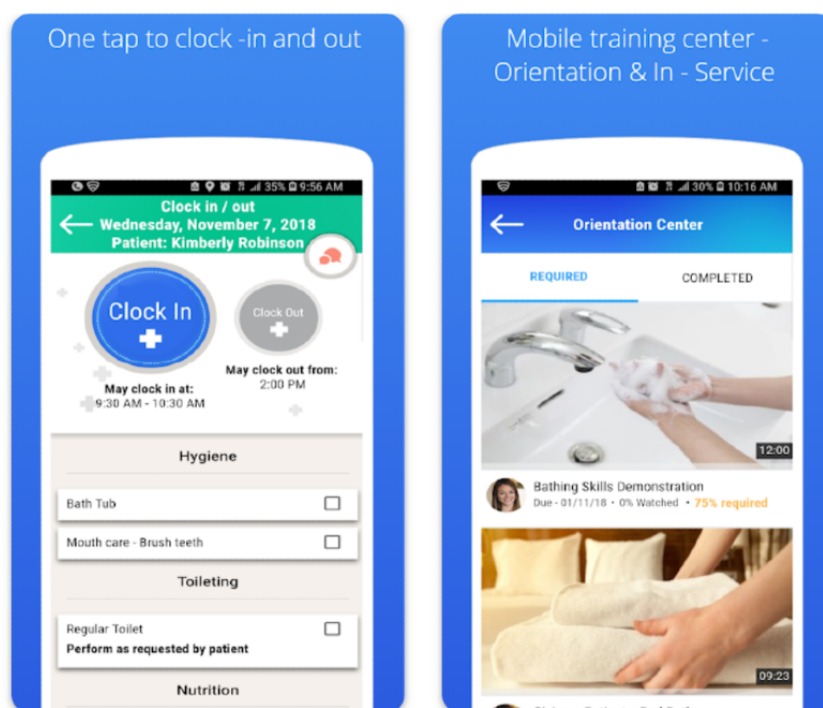 One tap to clock -in and out
35% 9:56 AM
Clock in / out
Wednesday, November 7, 2018
Patient: Kimberly Robinson
Clock In
Clock Out
May clock in at:
9:30 AM - 10:30 AM
May clock out from:
2:00 PM
Hygiene
Bath Tub
Mouth care - Brush teeth
Toileting
Regular Toilet
Perform as requested by patient
Nutrition
Mobile training center -
Orientation & In - Service
30% 10:16 AM
Orientation Center
REQUIRED COMPLETED
12:00
Bathing Skills Demonstration
Due - 01/11/18 • 0% Watched • 75% required
09:23